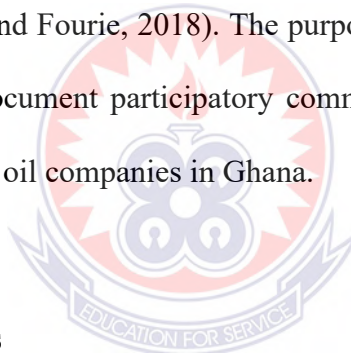 nd Fourie, 2018). The purpo
ocument participatory comm
oil companies in Ghana.
EDUCATION FOR SERVICE